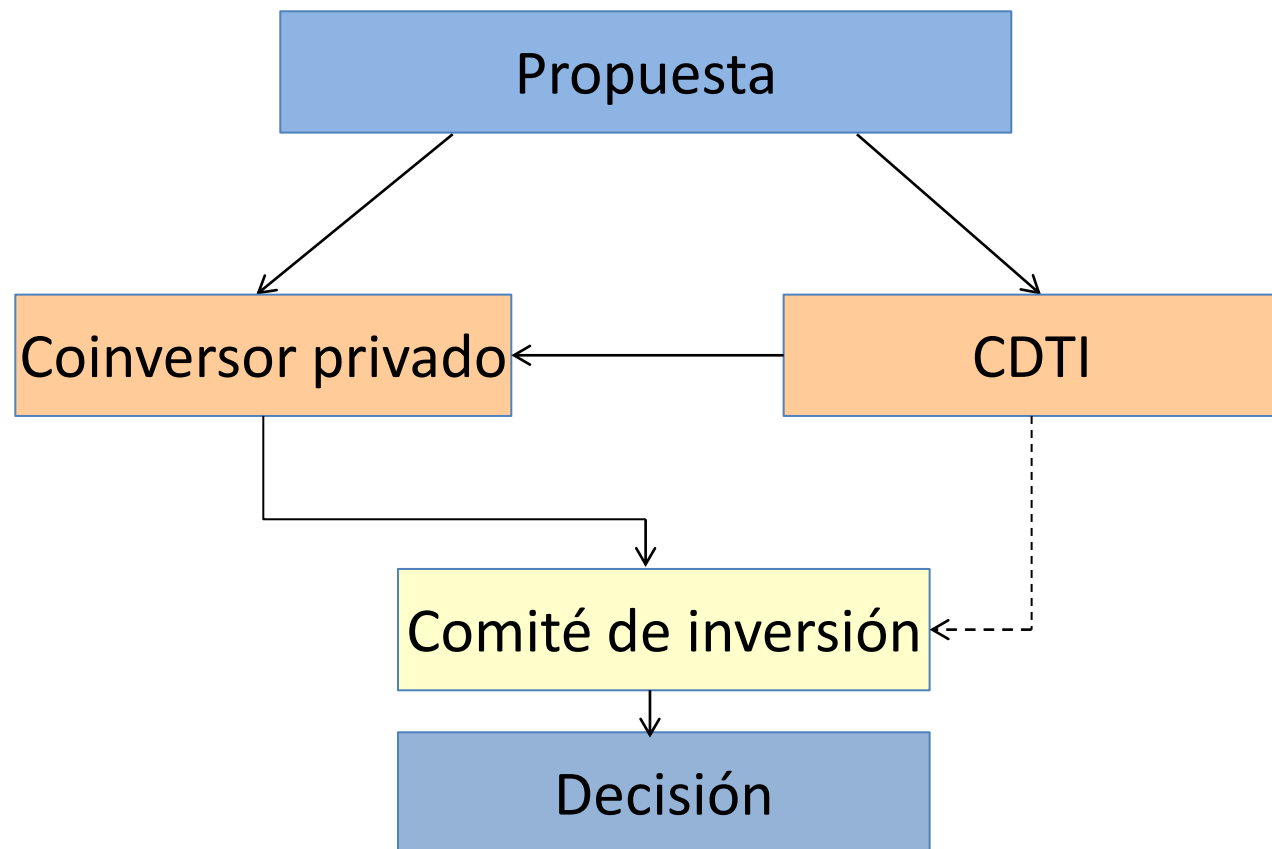 Propuesta
Coinversor privado
CDTI
Comité de inversión
Decisión